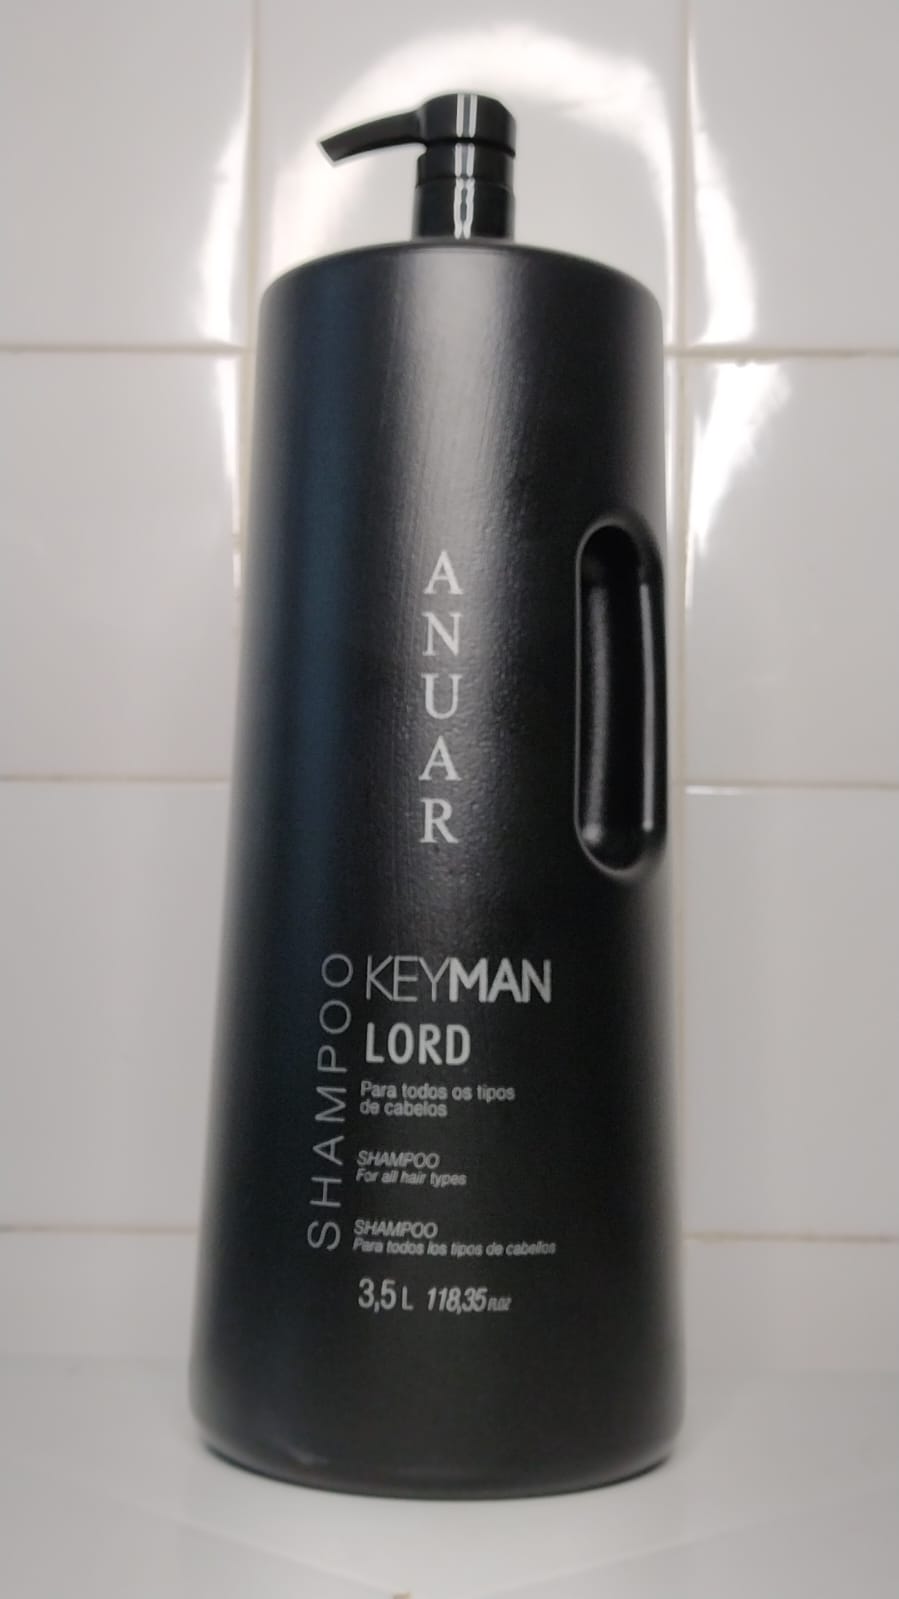 ANUAR
SHAMPOO
KEYMAN
LORD
Para todos os tipos
de cabelos
SHAMPOO
For all hair types
SHAMPOO
Para todos los tipos de cabellos
3,5 L 118,35 fl.oz